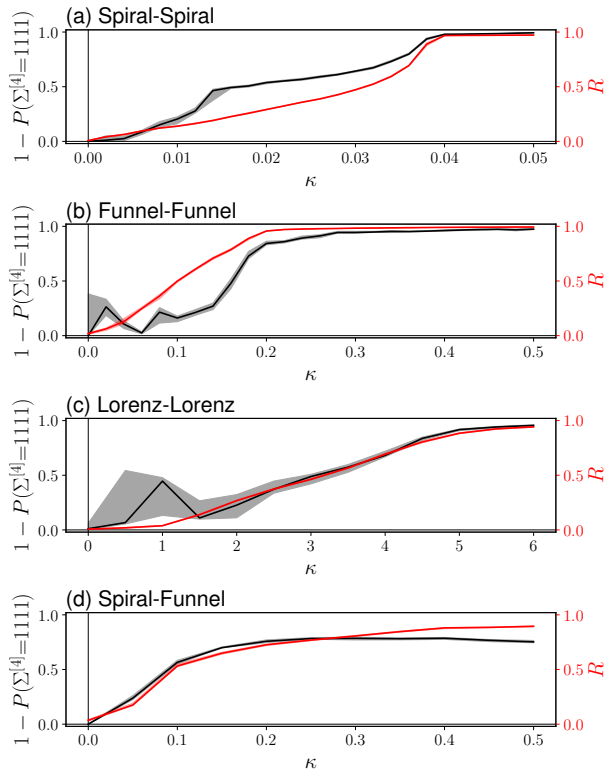 (a) Spiral-Spiral
1 − P(Σ^[4]=1111)
1.0
0.5
0.0
1.0
0.5
0.0
R
0.00 0.01 0.02 0.03 0.04 0.05
κ
(b) Funnel-Funnel
1 − P(Σ^[4]=1111)
1.0
0.5
0.0
1.0
0.5
0.0
R
0.0 0.1 0.2 0.3 0.4 0.5
κ
(c) Lorenz-Lorenz
1 − P(Σ^[4]=1111)
1.0
0.5
0.0
1.0
0.5
0.0
R
0 1 2 3 4 5 6
κ
(d) Spiral-Funnel
1 − P(Σ^[4]=1111)
1.0
0.5
0.0
1.0
0.5
0.0
R
0.0 0.1 0.2 0.3 0.4 0.5
κ